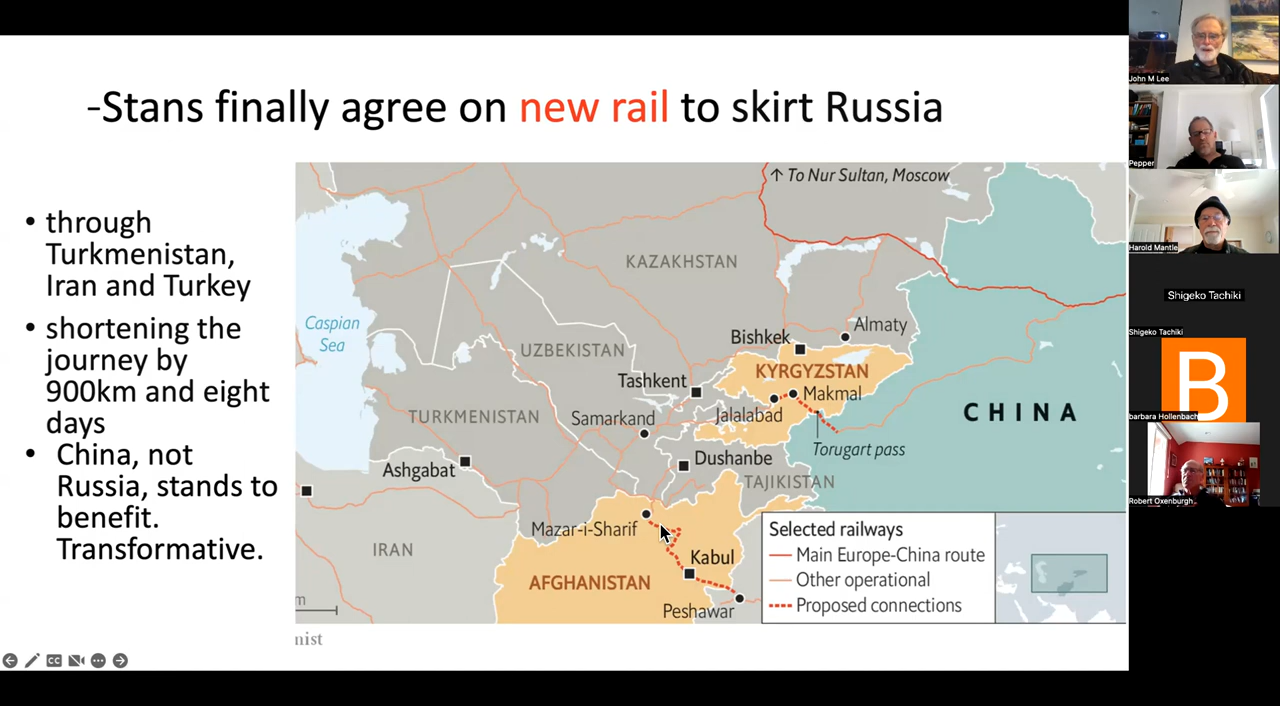 -Stans finally agree on new rail to skirt Russia
• through
Turkmenistan,
Iran and Turkey
• shortening the
journey by
900km and eight
days
• China, not
Russia, stands to
benefit.
Transformative.
↑ To Nur Sultan, Moscow
KAZAKHSTAN
Caspian
Sea
Almaty
Bishkek
UZBEKISTAN
KYRGYZSTAN
Tashkent
Makmal
CHINA
TURKMENISTAN
Samarkand
Jalalabad
Torugart pass
Ashgabat
Dushanbe
TAJIKISTAN
Mazar-i-Sharif
IRAN
Kabul
AFGHANISTAN
Peshawar
Selected railways
Main Europe-China route
Other operational
Proposed connections
m
nist
CC
John M Lee
Pepper
Harold Mantle
Shigeko Tachiki
Shigeko Tachiki
B
barbara Hollenbach
Robert Oxenburgh